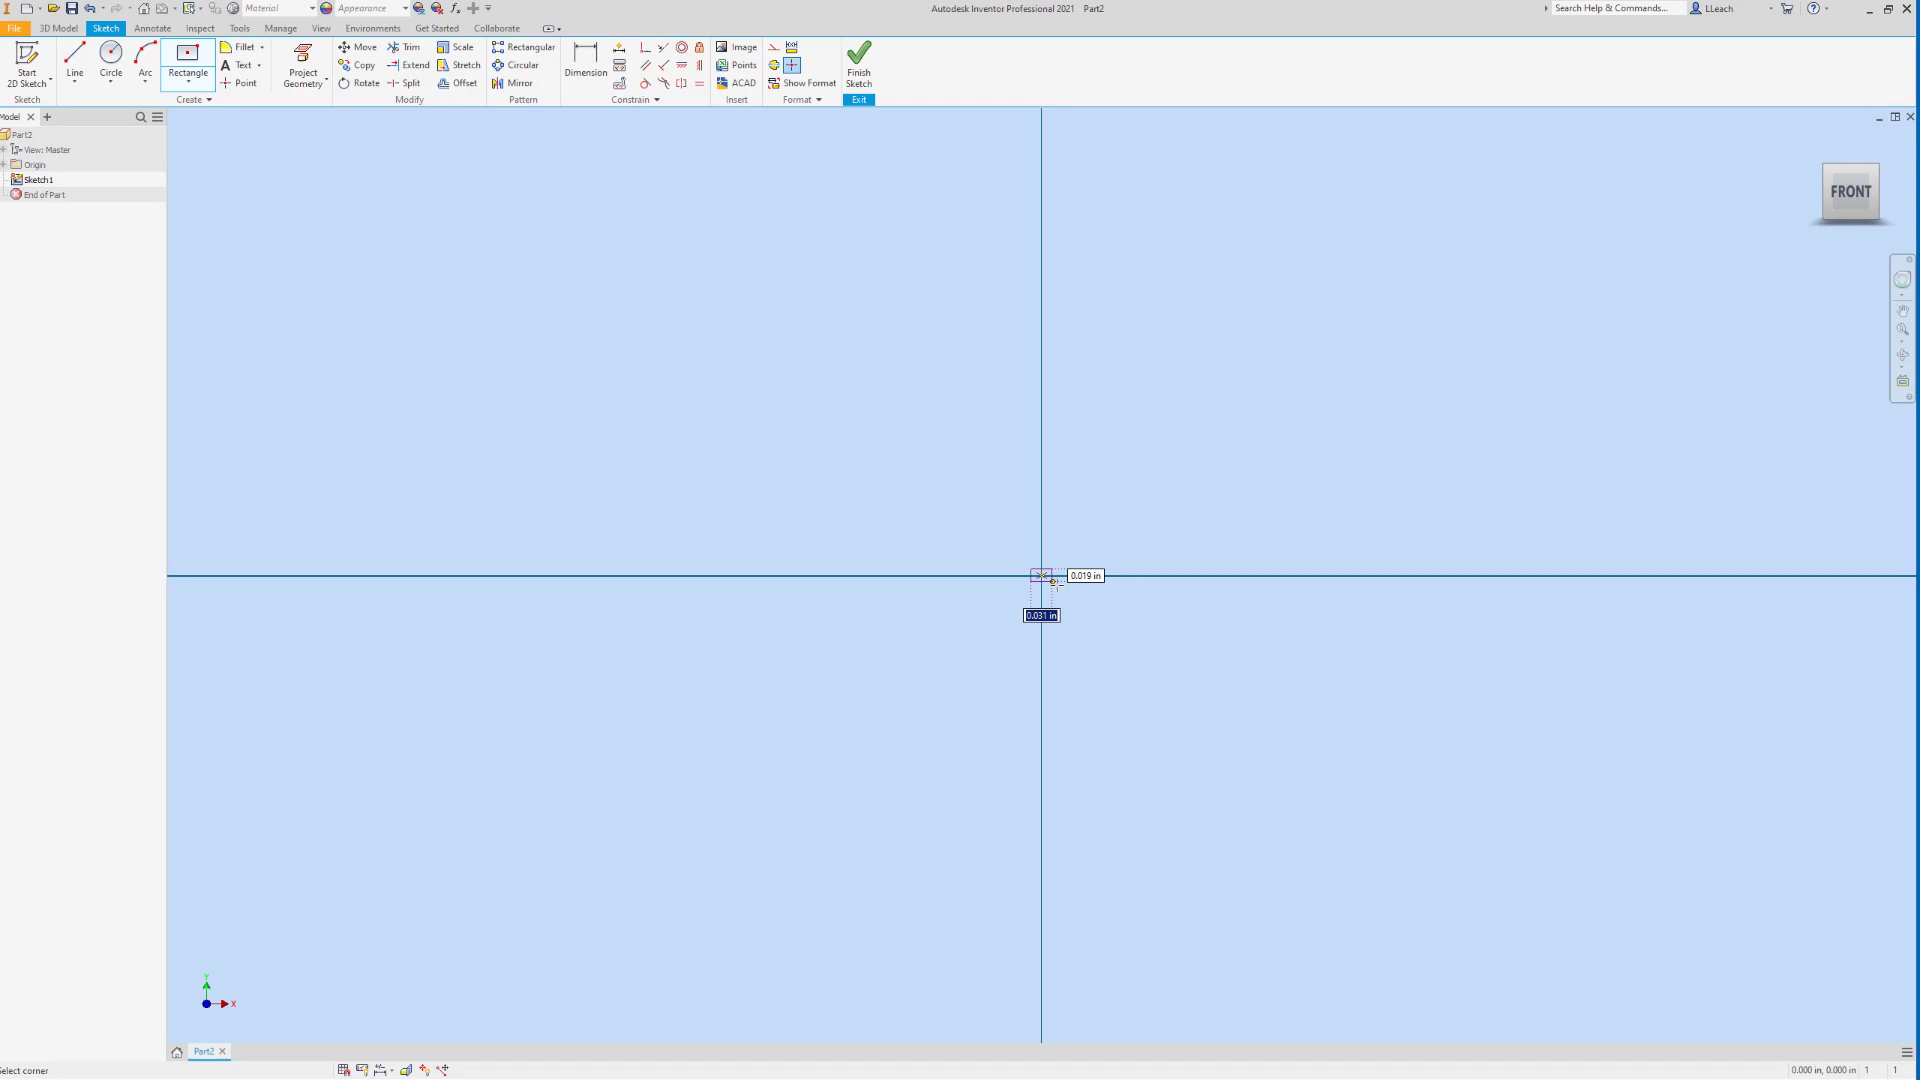 Material
Appearance
Autodesk Inventor Professional 2021 Part2
Search Help & Commands...
LLeach
File
3D Model
Sketch
Annotate
Inspect
Tools
Manage
View
Environments
Get Started
Collaborate
Start
2D Sketch
Line
Circle
Arc
Rectangle
Fillet
Text
Point
Project
Geometry
Move
Copy
Rotate
Trim
Extend
Split
Scale
Stretch
Offset
Rectangular
Circular
Mirror
Dimension
Image
Points
ACAD
Show Format
Finish
Sketch
Sketch
Create
Modify
Pattern
Constrain
Insert
Format
Exit
Model
Part2
View: Master
Origin
Sketch1
End of Part
FRONT
0.019 in
0.031 in
Y
X
Part2
Select corner
0.000 in, 0.000 in 1 1